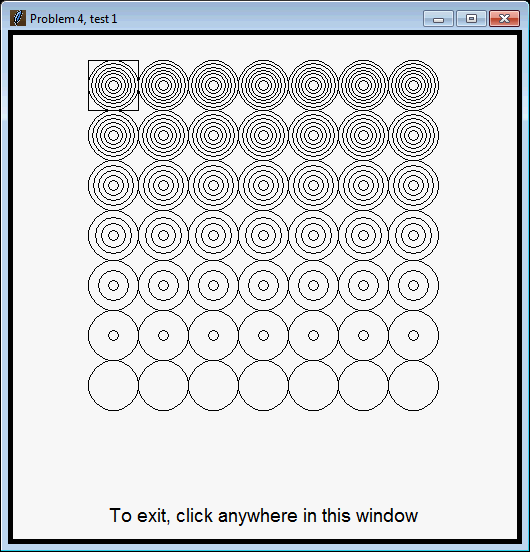 Problem 4, test 1
To exit, click anywhere in this window